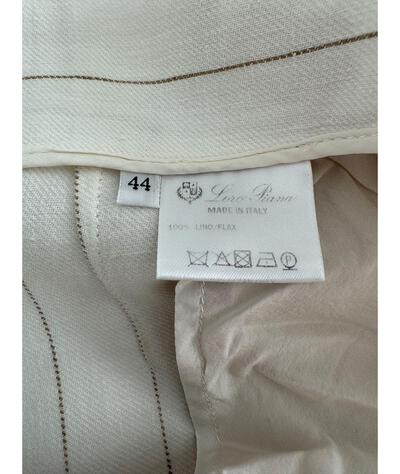 44
Loro Piana
MADE IN ITALY
100% LINO/FLAX
P